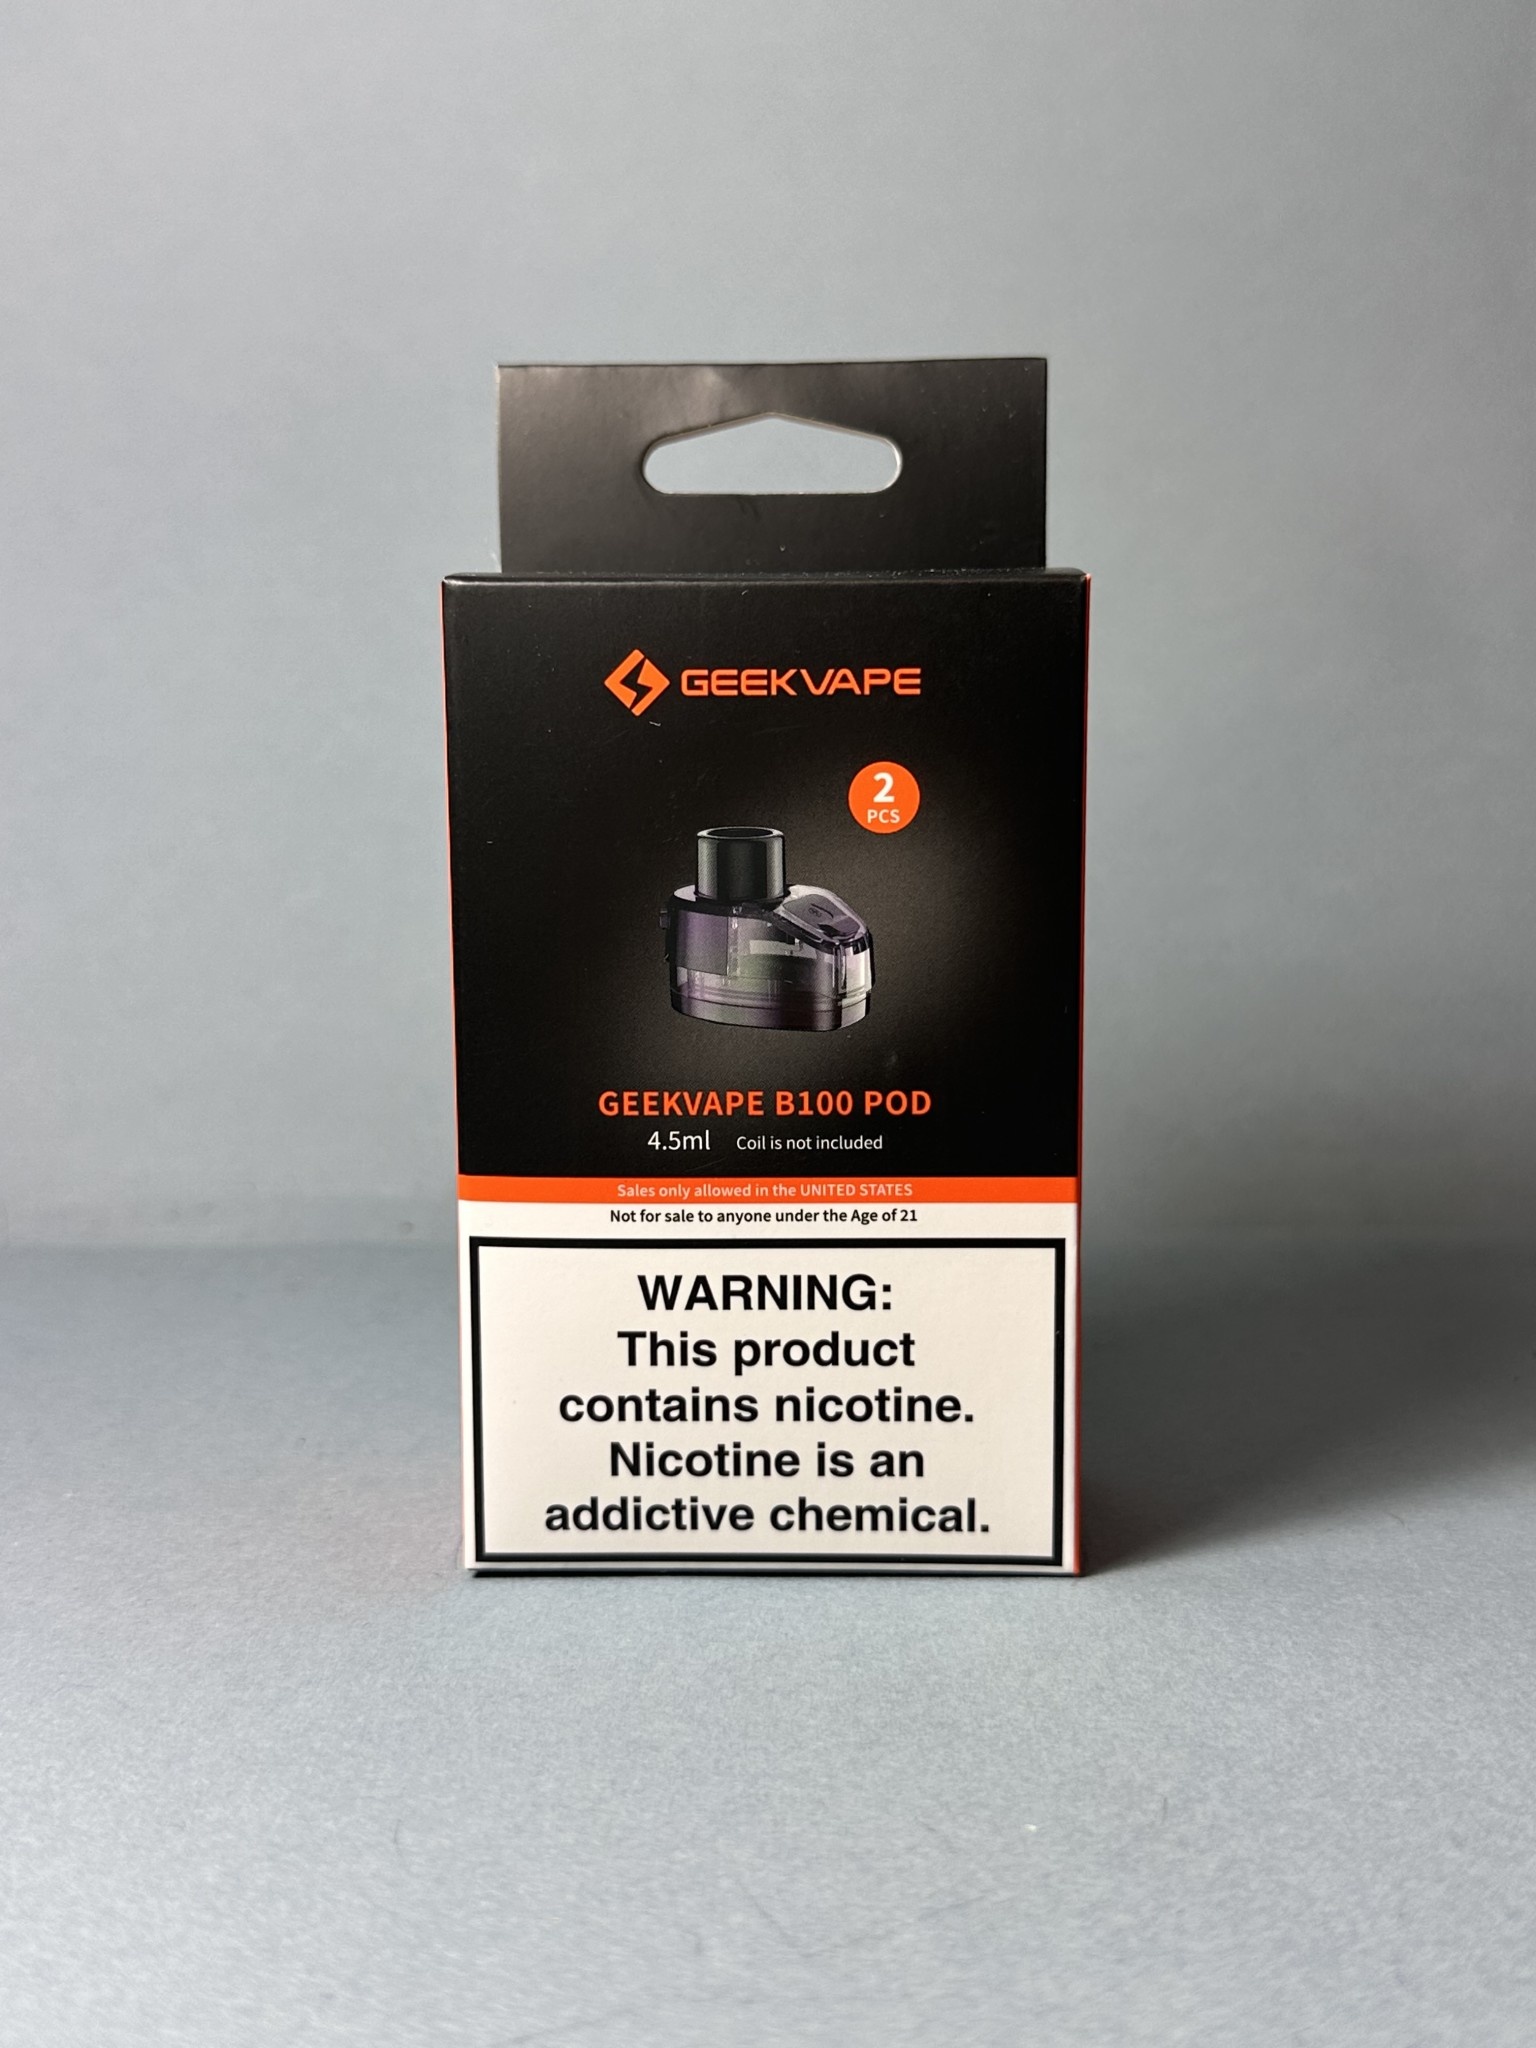 GEEKVAPE
2
PCS
GEEKVAPE B100 POD
4.5ml Coil is not included
Sales only allowed in the UNITED STATES
Not for sale to anyone under the Age of 21
WARNING:
This product
contains nicotine.
Nicotine is an
addictive chemical.